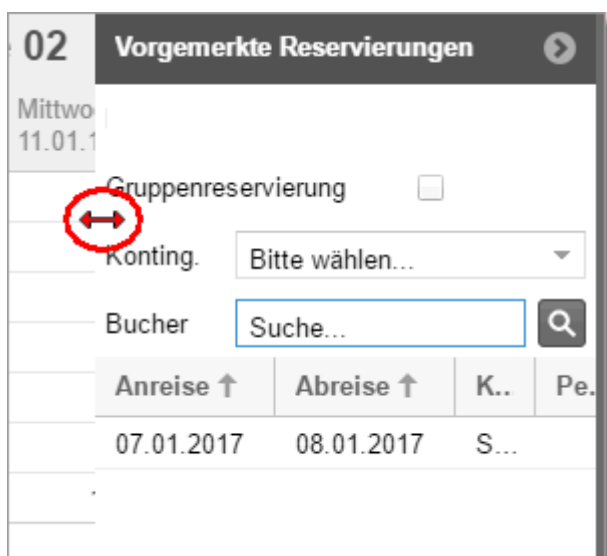 02 Vorgemerkte Reservierungen
Mittwo
11.01.1
Gruppenreservierung
Konting. Bitte wählen...
Bucher Suche...
Anreise ↑ Abreise ↑ K... Pe.
07.01.2017 08.01.2017 S...